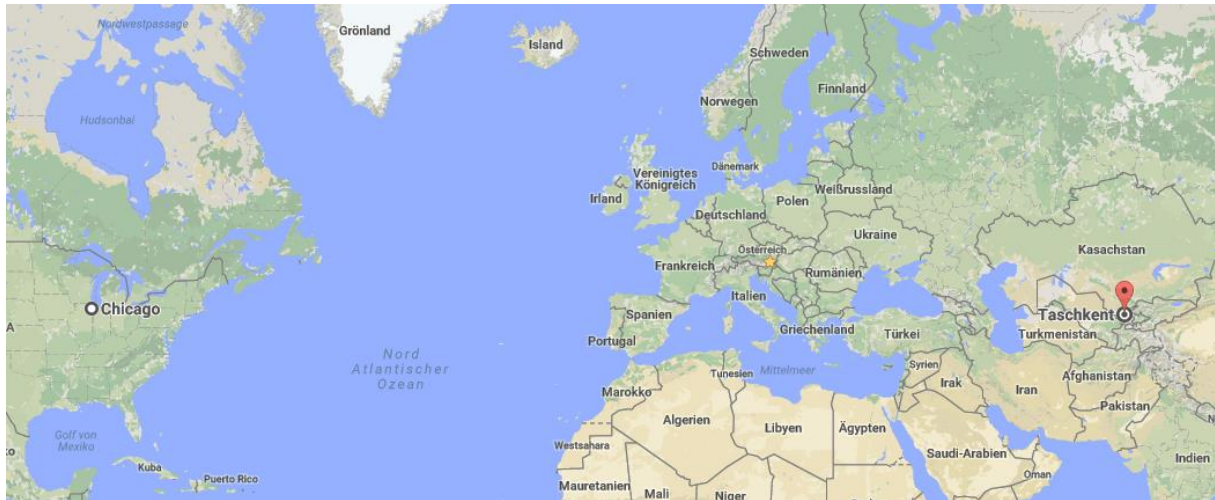 Nordwestpassage
Grönland
Island
Schweden
Finnland
Norwegen
Hudsonbai
Dänemark
Vereinigtes
Königreich
Irland
Weißrussland
Polen
Deutschland
Ukraine
Kasachstan
Österreich
Frankreich
Rumänien
Italien
Chicago
Taschkent
Spanien
Griechenland
Türkei
Turkmenistan
A
Portugal
Nord
Atlantischer
Ozean
Mittelmeer
Tunesien
Syrien
Irak
Iran
Afghanistan
Marokko
Pakistan
Algerien
Libyen
Ägypten
Golf von
Mexiko
Westsahara
Saudi-Arabien
Indien
Kuba
Puerto Rico
Oman
Mauretanien
Mali
Niger
N
ko